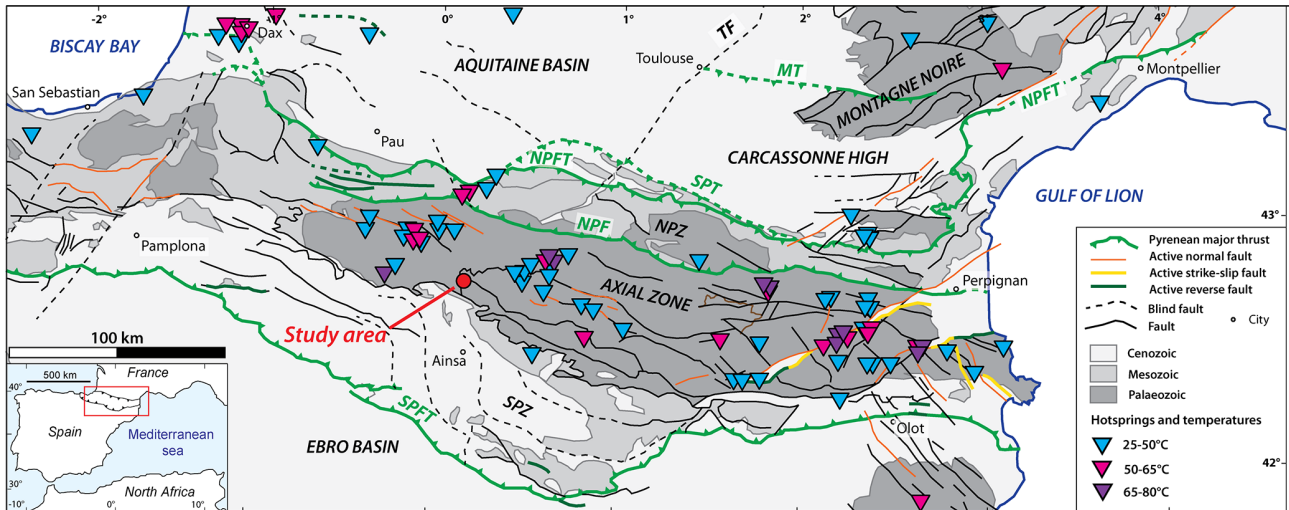 -2°
-1°
0°
1°
2°
3°
4°
BISCAY BAY
Dax
AQUITAINE BASIN
Toulouse
TF
MT
MONTAGNE NOIRE
NPFT
Montpellier
San Sebastian
Pau
NPFT
SPT
CARCASSONNE HIGH
GULF OF LION
43°
Pamplona
NPF
NPZ
AXIAL ZONE
Perpignan
Study area
Ainsa
SPZ
SPFT
EBRO BASIN
Olot
42°
100 km
500 km
France
40°
Spain
Mediterranean
sea
30°
North Africa
-10°
0°
10°
Pyrenean major thrust
Active normal fault
Active strike-slip fault
Active reverse fault
Blind fault
Fault
City
Cenozoic
Mesozoic
Palaeozoic
Hotsprings and temperatures
25-50°C
50-65°C
65-80°C